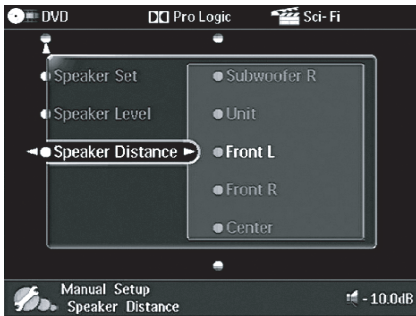 DVD Pro Logic Sci-Fi
Speaker Set
Speaker Level
Speaker Distance
Subwoofer R
Unit
Front L
Front R
Center
Manual Setup
Speaker Distance
-10.0dB